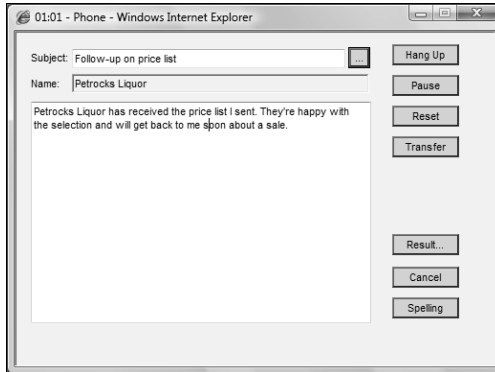 01:01 - Phone - Windows Internet Explorer
Subject: Follow-up on price list ...
Hang Up
Name: Petrocks Liquor
Pause
Petrocks Liquor has received the price list I sent. They're happy with
the selection and will get back to me soon about a sale.
Reset
Transfer
Result...
Cancel
Spelling